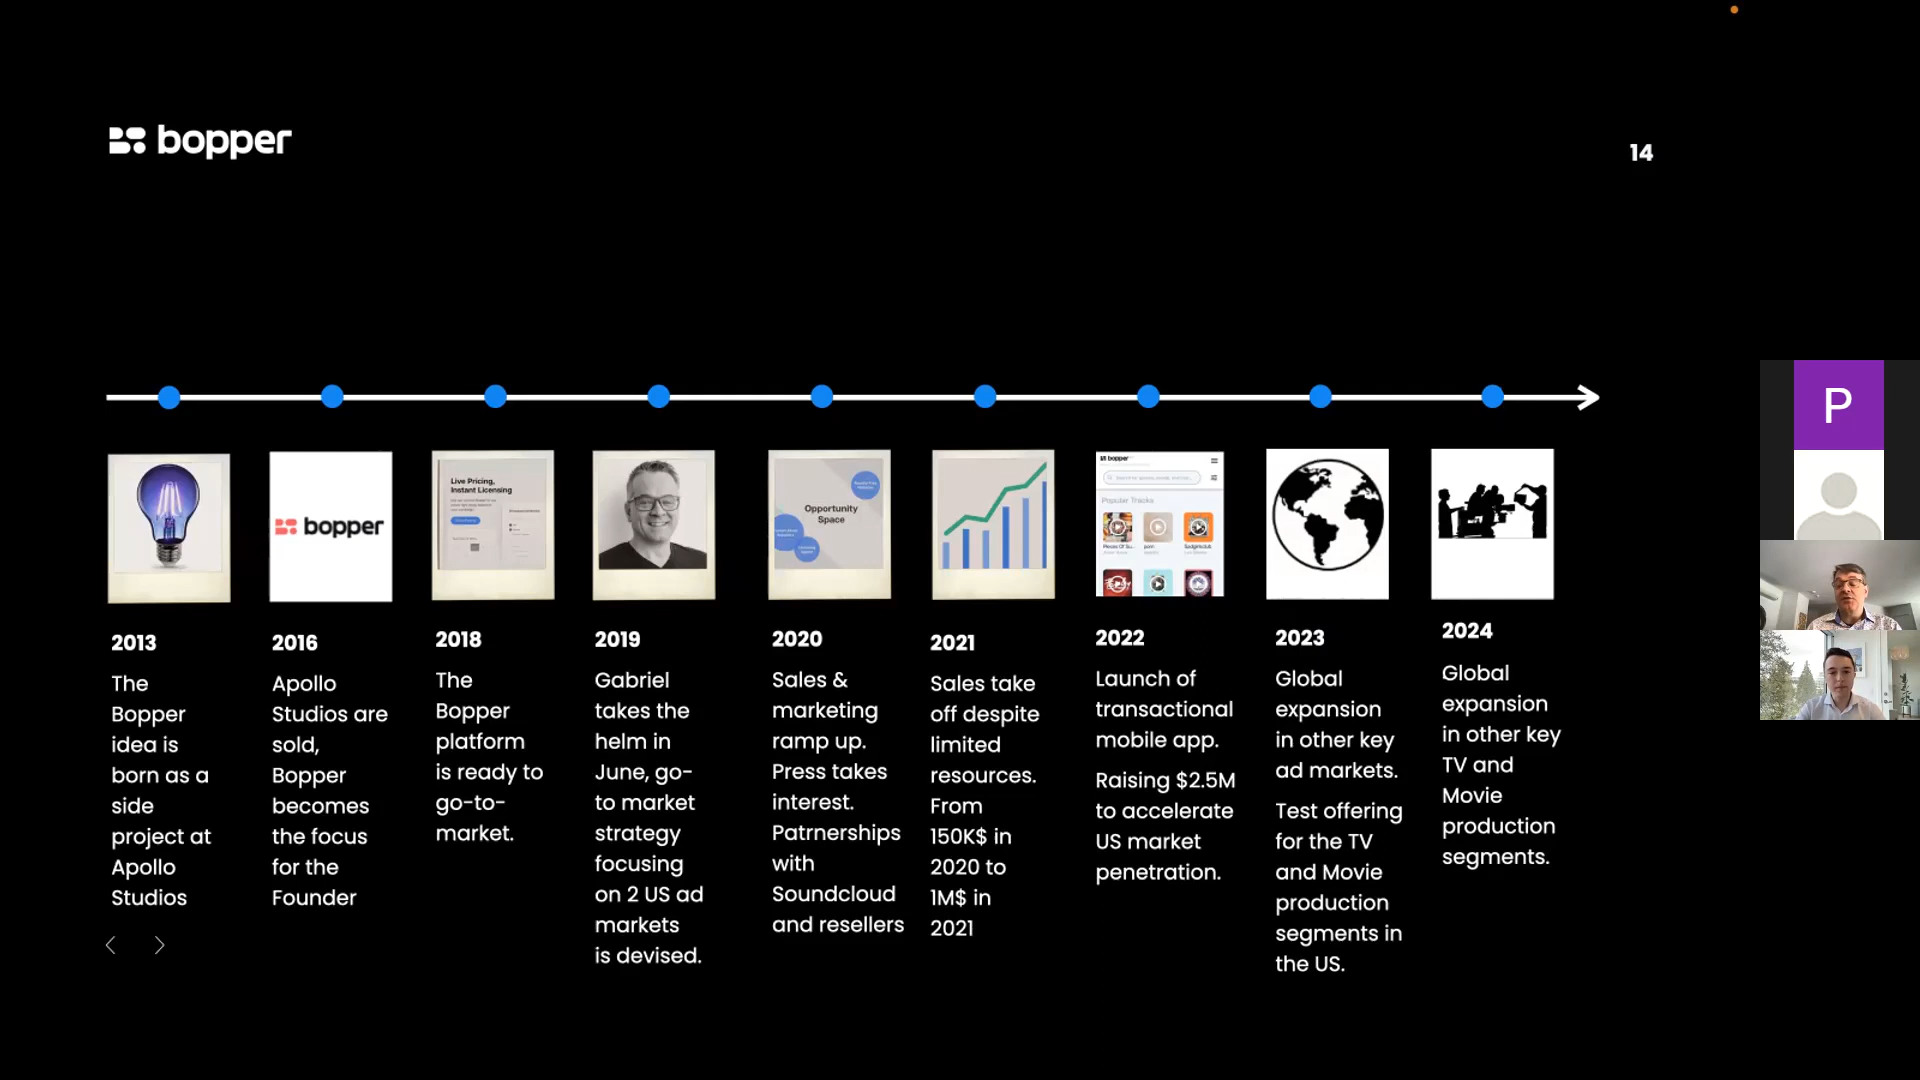 bopper
14
bopper
Live Pricing,
Instant Licensing
Opportunity
Space
bopper
Popular Tracks
2013
The
Bopper
idea is
born as a
side
project at
Apollo
Studios
2016
Apollo
Studios are
sold,
Bopper
becomes
the focus
for the
Founder
2018
The
Bopper
platform
is ready to
go-to-
market.
2019
Gabriel
takes the
helm in
June, go-
to market
strategy
focusing
on 2 US ad
markets
is devised.
2020
Sales &
marketing
ramp up.
Press takes
interest.
Patrnerships
with
Soundcloud
and resellers
2021
Sales take
off despite
limited
resources.
From
150K$ in
2020 to
1M$ in
2021
2022
Launch of
transactional
mobile app.
Raising $2.5M
to accelerate
US market
penetration.
2023
Global
expansion
in other key
ad markets.
Test offering
for the TV
and Movie
production
segments in
the US.
2024
Global
expansion
in other key
TV and
Movie
production
segments.
P